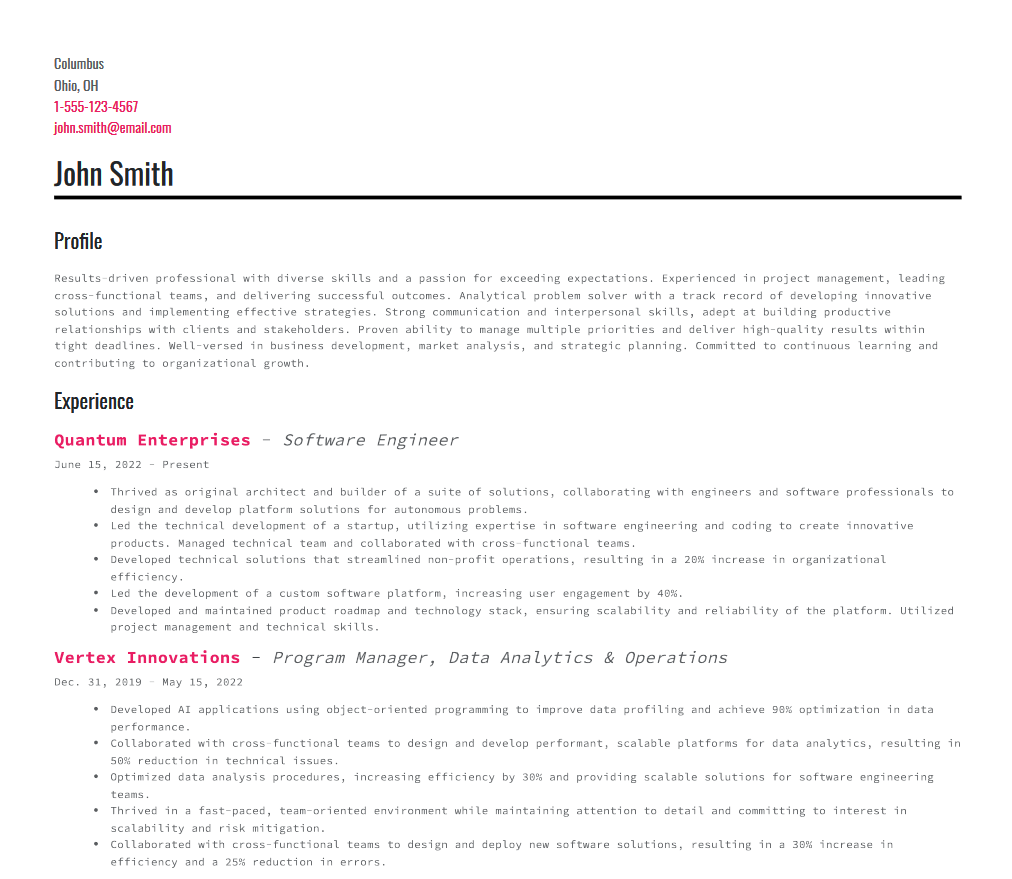 Columbus
Ohio, OH
1-555-123-4567
john.smith@email.com
John Smith
Profile
Results-driven professional with diverse skills and a passion for exceeding expectations. Experienced in project management, leading
cross-functional teams, and delivering successful outcomes. Analytical problem solver with a track record of developing innovative
solutions and implementing effective strategies. Strong communication and interpersonal skills, adept at building productive
relationships with clients and stakeholders. Proven ability to manage multiple priorities and deliver high-quality results within
tight deadlines. Well-versed in business development, market analysis, and strategic planning. Committed to continuous learning and
contributing to organizational growth.
Experience
Quantum Enterprises - Software Engineer
June 15, 2022 - Present
• Thrived as original architect and builder of a suite of solutions, collaborating with engineers and software professionals to
design and develop platform solutions for autonomous problems.
• Led the technical development of a startup, utilizing expertise in software engineering and coding to create innovative
products. Managed technical team and collaborated with cross-functional teams.
• Developed technical solutions that streamlined non-profit operations, resulting in a 20% increase in organizational
efficiency.
• Led the development of a custom software platform, increasing user engagement by 40%.
• Developed and maintained product roadmap and technology stack, ensuring scalability and reliability of the platform. Utilized
project management and technical skills.
Vertex Innovations - Program Manager, Data Analytics & Operations
Dec. 31, 2019 - May 15, 2022
• Developed AI applications using object-oriented programming to improve data profiling and achieve 90% optimization in data
performance.
• Collaborated with cross-functional teams to design and develop performant, scalable platforms for data analytics, resulting in
50% reduction in technical issues.
• Optimized data analysis procedures, increasing efficiency by 30% and providing scalable solutions for software engineering
teams.
• Thrived in a fast-paced, team-oriented environment while maintaining attention to detail and committing to interest in
scalability and risk mitigation.
• Collaborated with cross-functional teams to design and deploy new software solutions, resulting in a 30% increase in
efficiency and a 25% reduction in errors.